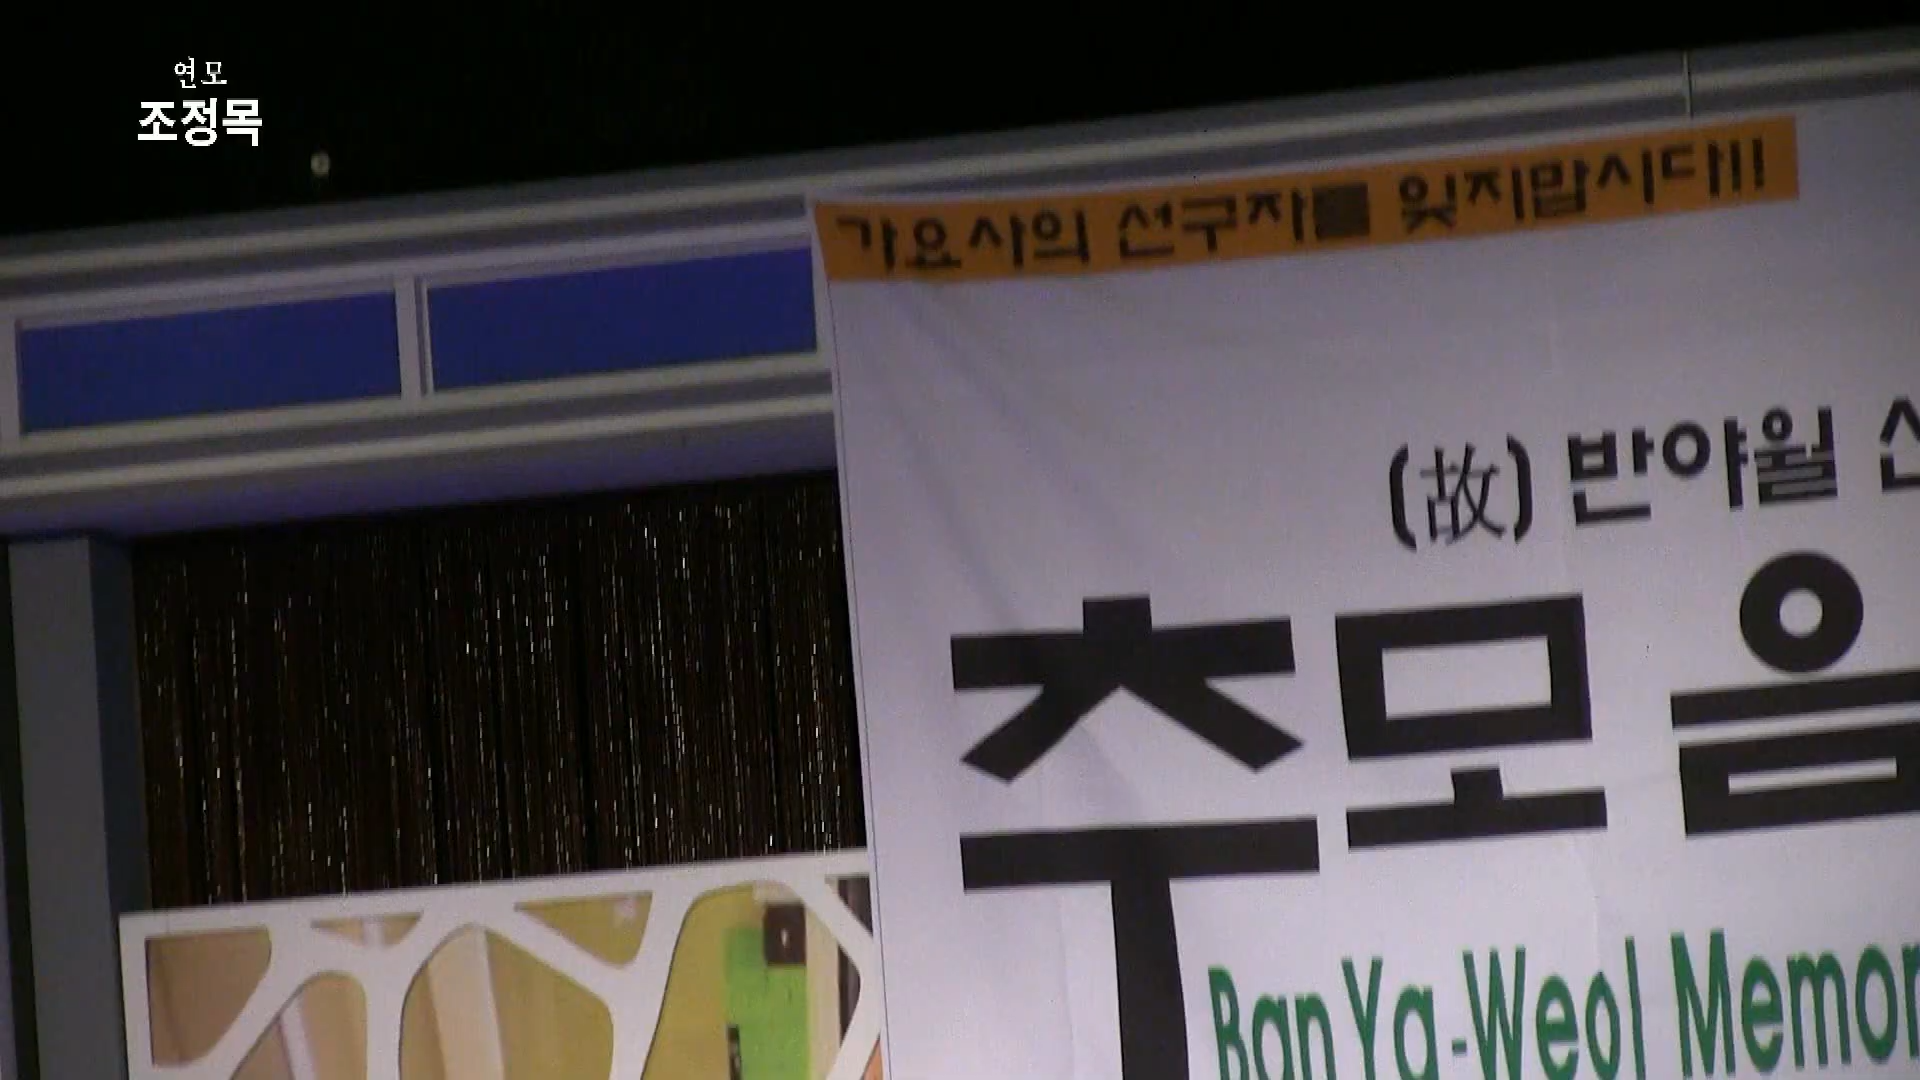 연모
조정목
가요사의 선구자를 잊지맙시다!!!
(故) 반야월
추모음
Ban Ya-Weol Memor